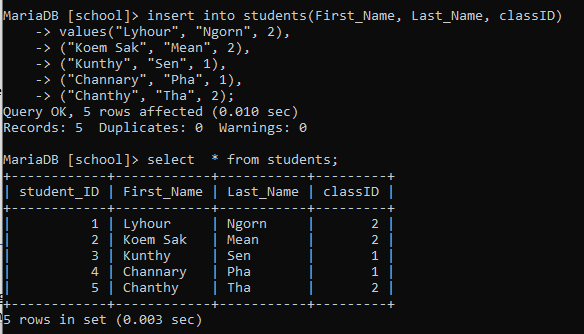 MariaDB [school]> insert into students(First_Name, Last_Name, classID)
    -> values("Lyhour", "Ngorn", 2),
    -> ("Koem Sak", "Mean", 2),
    -> ("Kunthy", "Sen", 1),
    -> ("Channary", "Pha", 1),
    -> ("Chanthy", "Tha", 2);
Query OK, 5 rows affected (0.010 sec)
Records: 5  Duplicates: 0  Warnings: 0

MariaDB [school]> select  * from students;
+------------+------------+-----------+---------+
| student_ID | First_Name | Last_Name | classID |
+------------+------------+-----------+---------+
|          1 | Lyhour     | Ngorn     |       2 |
|          2 | Koem Sak   | Mean      |       2 |
|          3 | Kunthy     | Sen       |       1 |
|          4 | Channary   | Pha       |       1 |
|          5 | Chanthy    | Tha       |       2 |
+------------+------------+-----------+---------+
5 rows in set (0.003 sec)